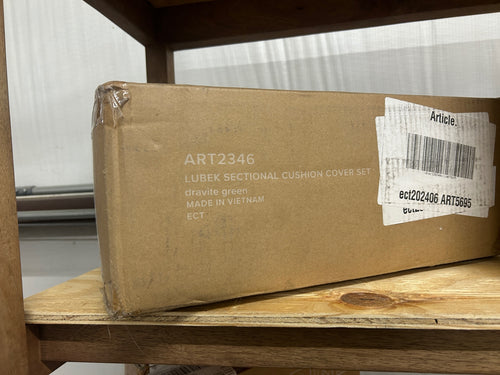 ART2346
LUBEK SECTIONAL CUSHION COVER SET
dravite green
MADE IN VIETNAM
ECT
Article.
ect202406 ART5695